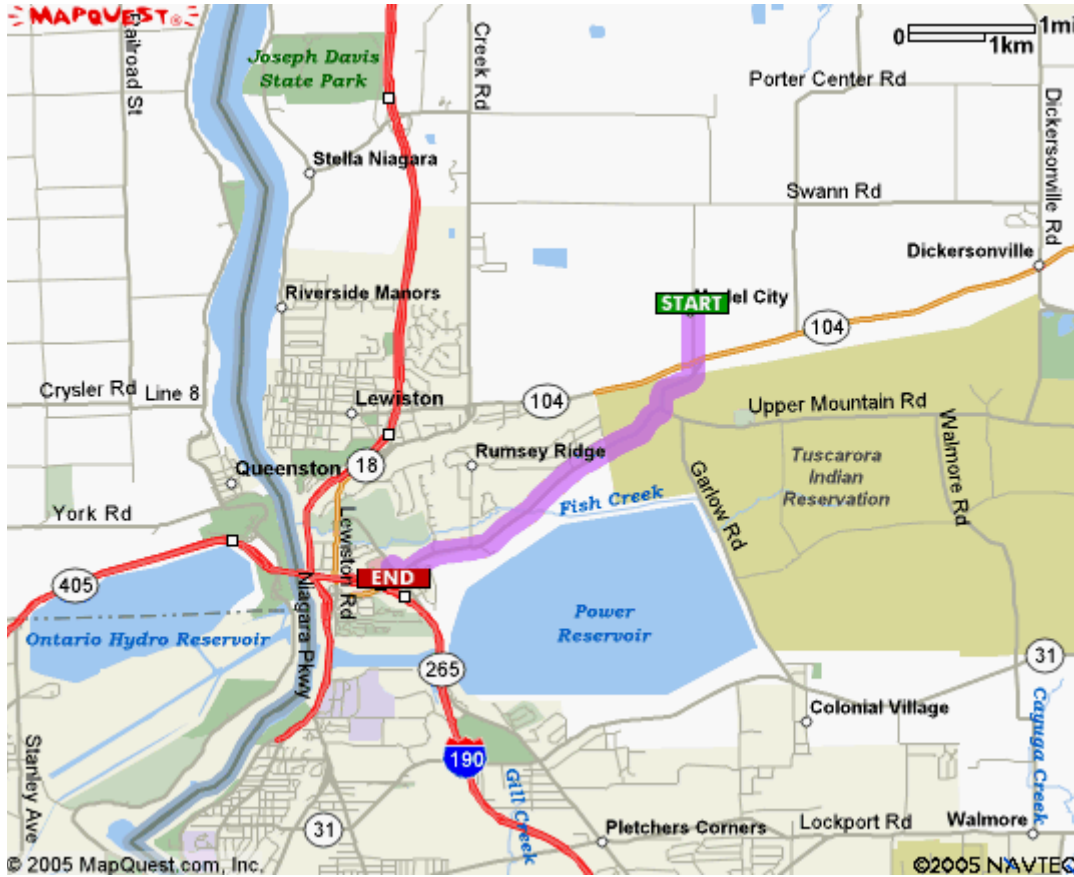 MAPQUEST®
Railroad St
Joseph Davis
State Park
Creek Rd
0
1mi
1km
Porter Center Rd
Dickersonville Rd
Stella Niagara
Swann Rd
Dickersonville
Riverside Manors
START
Model City
104
Crysler Rd
Line 8
Lewiston
104
Upper Mountain Rd
Walmore Rd
Rumsey Ridge
18
Queenston
Tuscarora
Indian
Reservation
Garlow Rd
Fish Creek
York Rd
Lewiston Rd
405
END
Niagara Pkwy
Ontario Hydro Reservoir
Power
Reservoir
31
265
Colonial Village
Cayuga Creek
Stanley Ave
190
Gill Creek
31
Pletchers Corners
Lockport Rd
Walmore
© 2005 MapQuest.com, Inc.
©2005 NAVTEQ